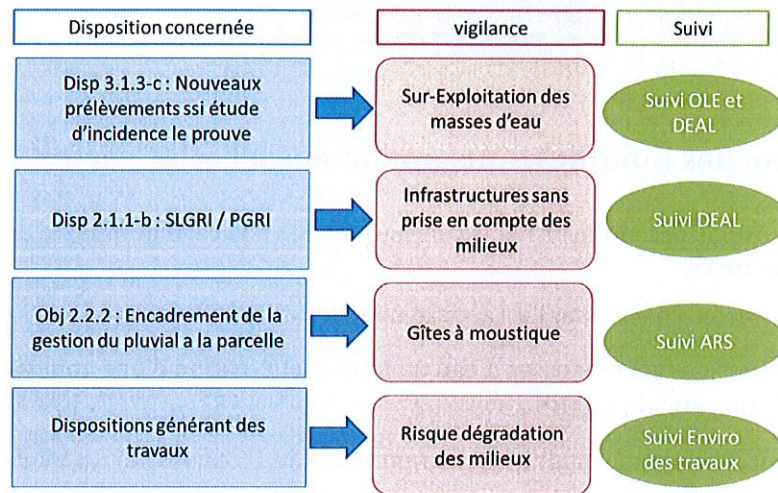 Disposition concernée
vigilance
Suivi
Disp 3.1.3-c : Nouveaux
prélèvements ssi étude
d'incidence le prouve
Sur-Exploitation des
masses d'eau
Suivi OLE et
DEAL
Disp 2.1.1-b : SLGRI / PGRI
Infrastructures sans
prise en compte des
milieux
Suivi DEAL
Obj 2.2.2 : Encadrement de la
gestion du pluvial a la parcelle
Gîtes à moustique
Suivi ARS
Dispositions générant des
travaux
Risque dégradation
des milieux
Suivi Enviro
des travaux